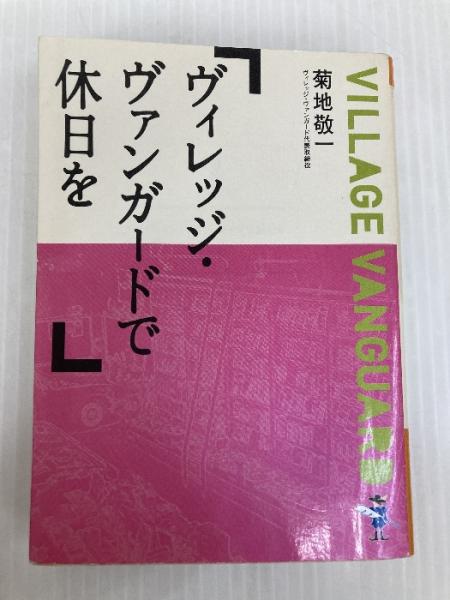 VILLAGE VANGUARD
菊地敬一
ヴィレッジ・ヴァンガード代表取締役
「ヴィレッジ・
ヴァンガードで
休日を」